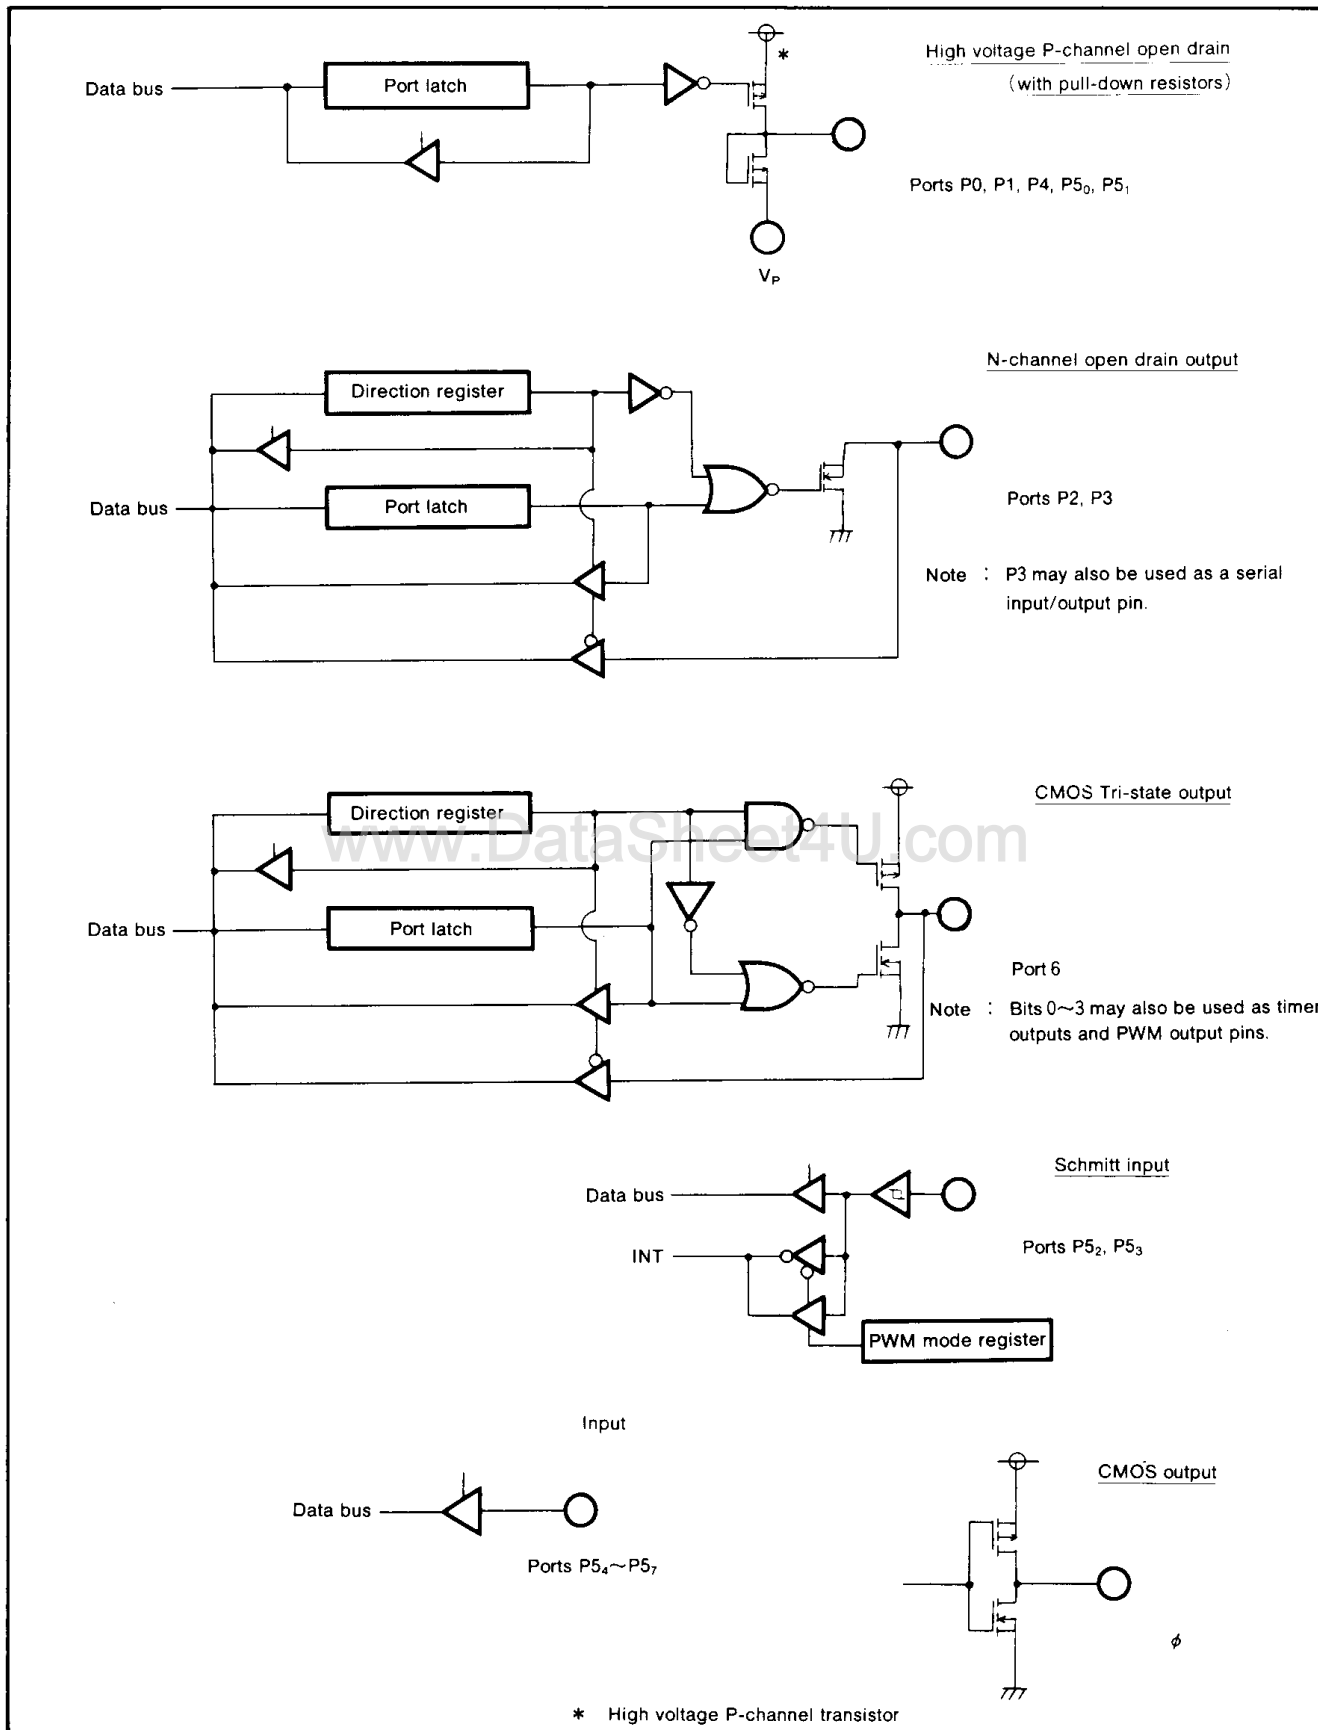 High voltage P-channel open drain
(with pull-down resistors)
*
Data bus
Port latch
Ports P0, P1, P4, P5₀, P5₁
V_P
N-channel open drain output
Direction register
Data bus
Port latch
Ports P2, P3
Note : P3 may also be used as a serial
input/output pin.
CMOS Tri-state output
Direction register
www.DataSheet4U.com
Data bus
Port latch
Port 6
Note : Bits 0～3 may also be used as timer
outputs and PWM output pins.
Schmitt input
Data bus
INT
Ports P5₂, P5₃
PWM mode register
Input
Data bus
Ports P5₄～P5₇
CMOS output
ϕ
* High voltage P-channel transistor